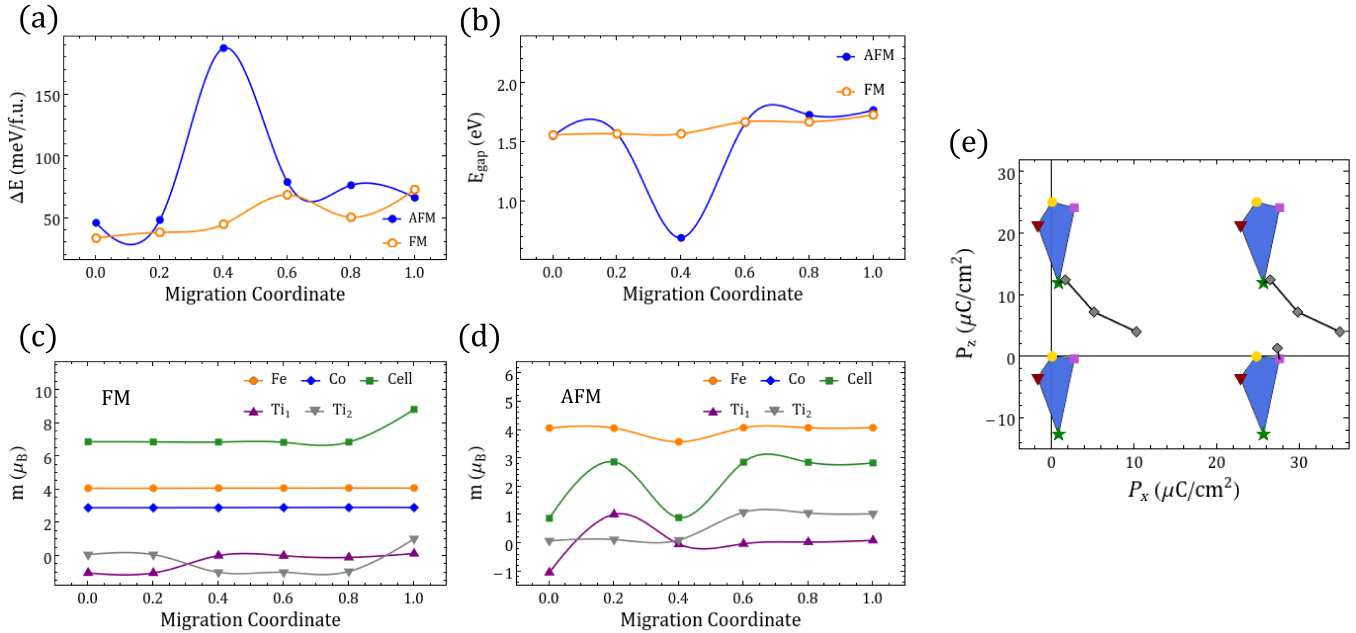 (a)
ΔE (meV/f.u.)
150
100
50
AFM
FM
0.0 0.2 0.4 0.6 0.8 1.0
Migration Coordinate
(b)
E_gap (eV)
2.0
1.5
1.0
AFM
FM
0.0 0.2 0.4 0.6 0.8 1.0
Migration Coordinate
(c)
m (μ_B)
10
8
6
4
2
0
FM
Fe Co Cell
Ti₁ Ti₂
0.0 0.2 0.4 0.6 0.8 1.0
Migration Coordinate
(d)
m (μ_B)
6
5
4
3
2
1
0
−1
AFM
Fe Co Cell
Ti₁ Ti₂
0.0 0.2 0.4 0.6 0.8 1.0
Migration Coordinate
(e)
P_z (μC/cm²)
30
20
10
0
−10
0 10 20 30
P_x (μC/cm²)